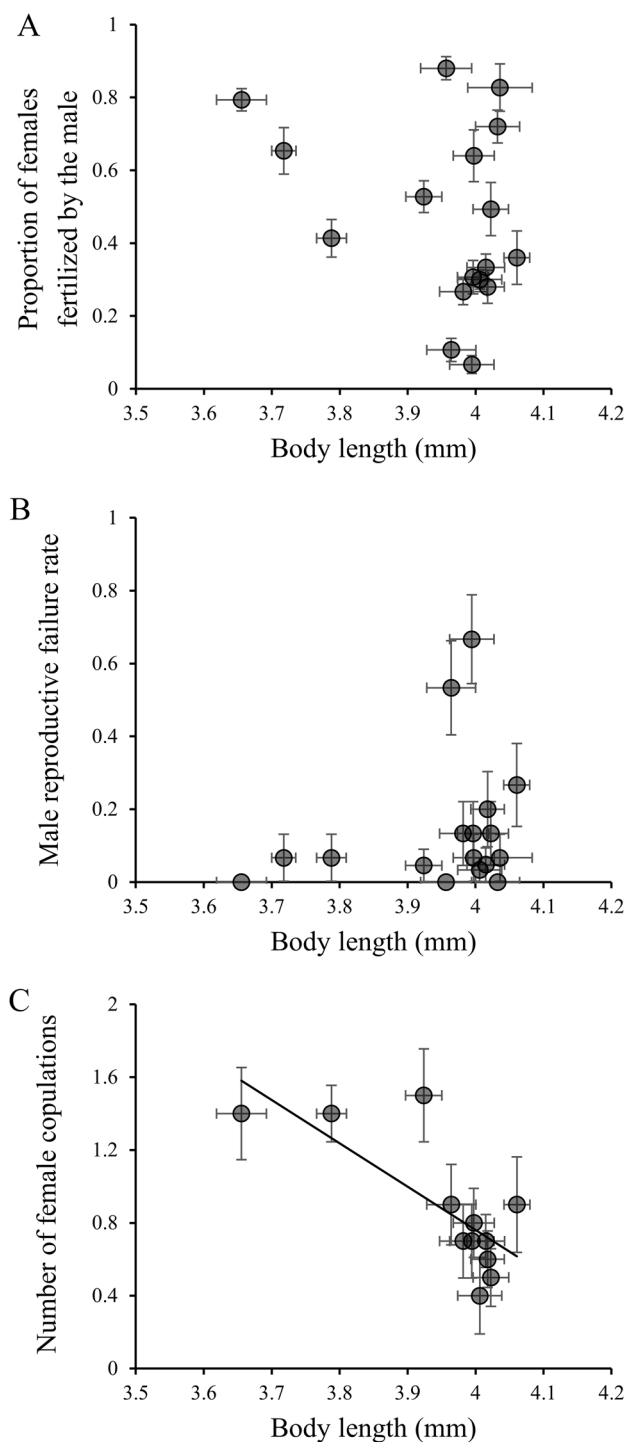 A
Proportion of females
fertilized by the male
1
0.8
0.6
0.4
0.2
0
3.5 3.6 3.7 3.8 3.9 4 4.1 4.2
Body length (mm)
B
Male reproductive failure rate
1
0.8
0.6
0.4
0.2
0
3.5 3.6 3.7 3.8 3.9 4 4.1 4.2
Body length (mm)
C
Number of female copulations
2
1.6
1.2
0.8
0.4
0
3.5 3.6 3.7 3.8 3.9 4 4.1 4.2
Body length (mm)